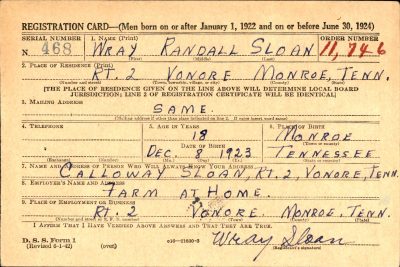 REGISTRATION CARD—(Men born on or after January 1, 1922 and on or before June 30, 1924)
SERIAL NUMBER 1. NAME (Print) ORDER NUMBER
N. 468 WRAY RANDALL SLOAN 11,746
(First) (Middle) (Last)
2. PLACE OF RESIDENCE (Print)
RT. 2 VONORE MONROE, TENN.
(Number and street) (Town, township, village, or city) (County) (State)
[THE PLACE OF RESIDENCE GIVEN ON THE LINE ABOVE WILL DETERMINE LOCAL BOARD
JURISDICTION; LINE 2 OF REGISTRATION CERTIFICATE WILL BE IDENTICAL]
3. MAILING ADDRESS
SAME.
(Mailing address if other than place indicated on line 2. If same insert word same)
4. TELEPHONE 5. AGE IN YEARS 6. PLACE OF BIRTH
18 MONROE
DATE OF BIRTH (Town or county)
DEC. 8, 1923 TENNESSEE
(Exchange) (Number) (Mo.) (Day) (Yr.) (State or country)
7. NAME AND ADDRESS OF PERSON WHO WILL ALWAYS KNOW YOUR ADDRESS
CALLOWAY SLOAN, RT. 2, VONORE, TENN.
8. EMPLOYER'S NAME AND ADDRESS
FARM AT HOME.
9. PLACE OF EMPLOYMENT OR BUSINESS
RT. 2 VONORE MONROE, TENN.
(Number and street or R. F. D. number) (Town) (County) (State)
I AFFIRM THAT I HAVE VERIFIED ABOVE ANSWERS AND THAT THEY ARE TRUE.
D. S. S. Form 1
(Revised 6-1-42) (over) Wray Sloan